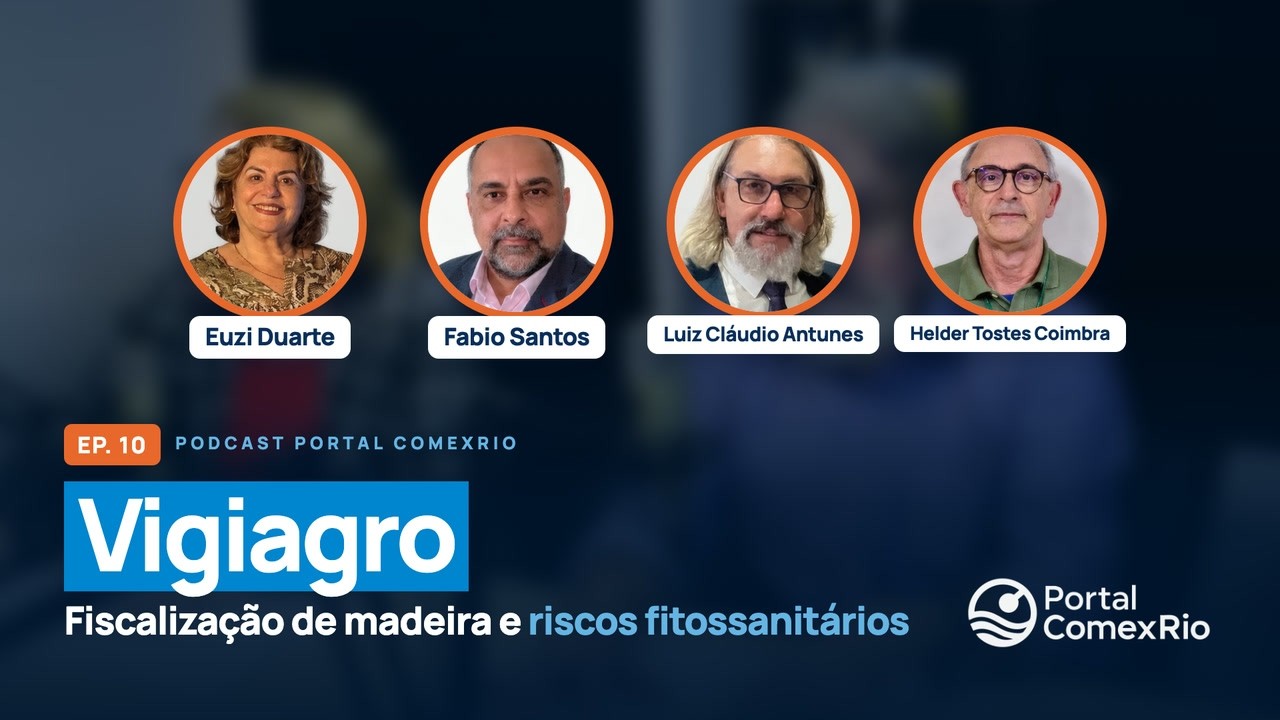 Euzi Duarte
Fabio Santos
Luiz Cláudio Antunes
Helder Tostes Coimbra
EP. 10 PODCAST PORTAL COMEXRIO
Vigiagro
Fiscalização de madeira e riscos fitossanitários
Portal
ComexRio